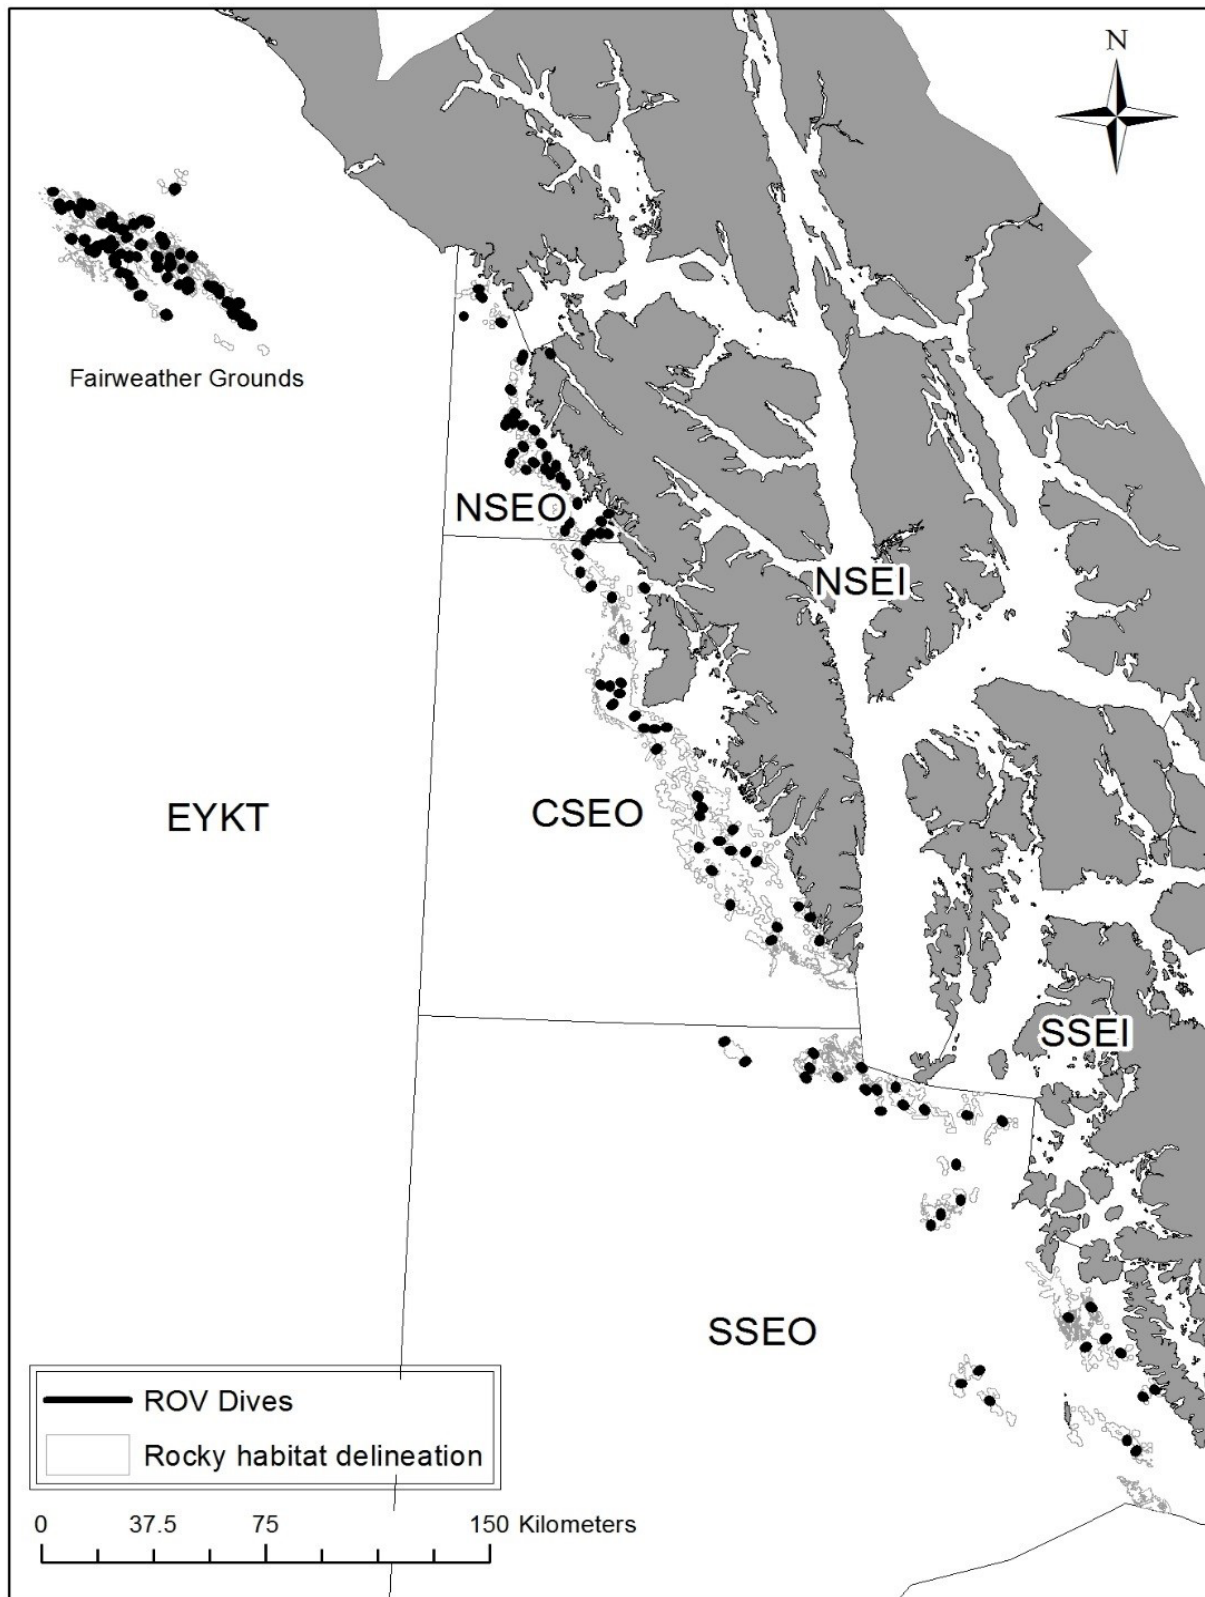 N
Fairweather Grounds
NSEO
NSEI
EYKT
CSEO
SSEI
SSEO
ROV Dives
Rocky habitat delineation
0 37.5 75 150 Kilometers